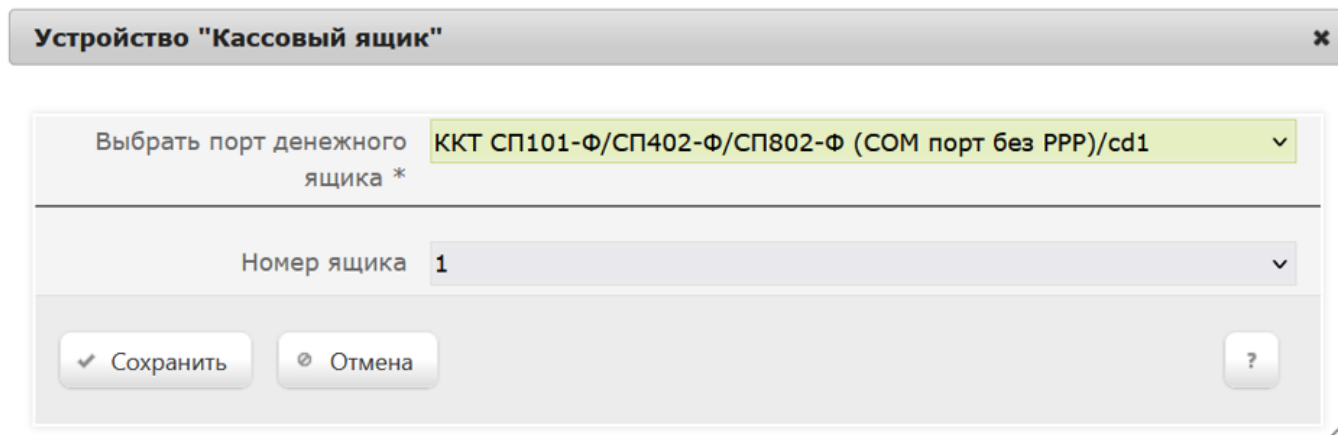 Устройство "Кассовый ящик"
Выбрать порт денежного
ящика *
ККТ СП101-Ф/СП402-Ф/СП802-Ф (COM порт без PPP)/cd1
Номер ящика
1
Сохранить
Отмена
?